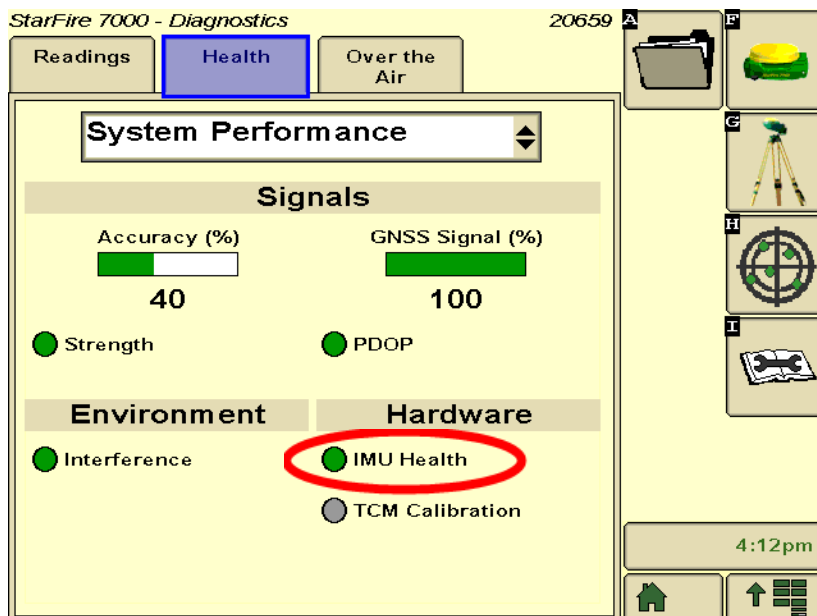 StarFire 7000 - Diagnostics 20659
Readings
Health
Over the
Air
System Performance
Signals
Accuracy (%)
GNSS Signal (%)
40
100
Strength
PDOP
Environment
Hardware
Interference
IMU Health
TCM Calibration
A
F
G
H
I
4:12pm